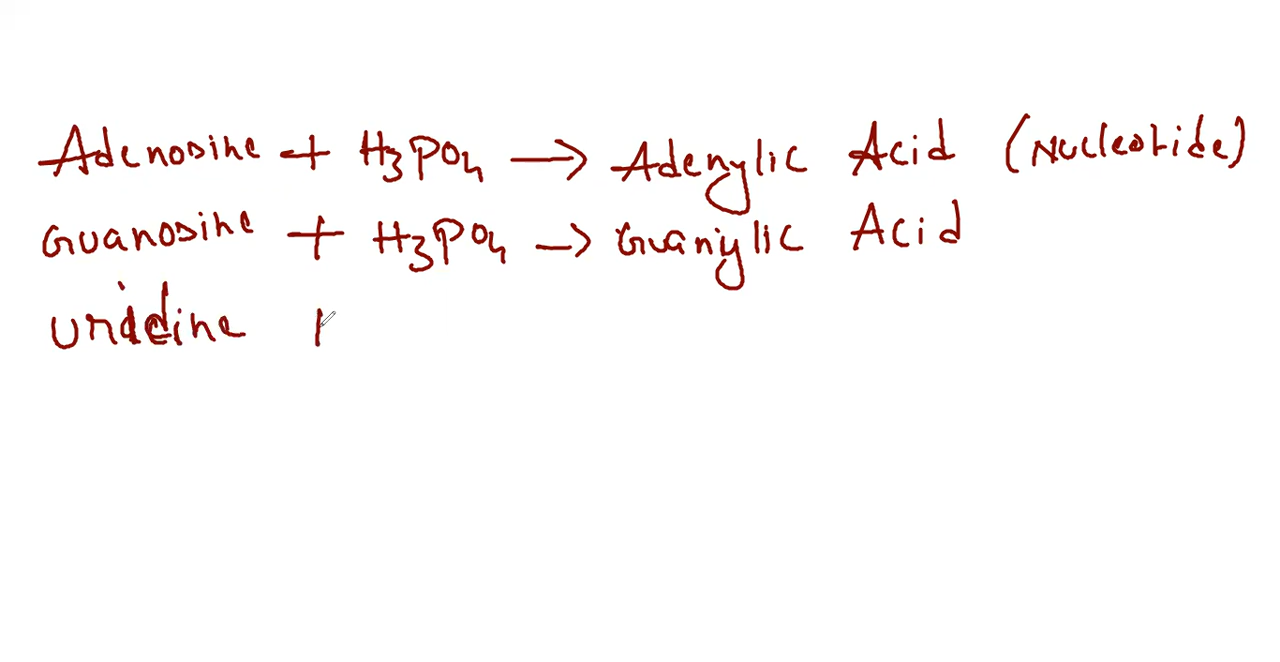 Adenosine + H3PO4 → Adenylic Acid (Nucleotide)
Guanosine + H3PO4 → Guanylic Acid
Uridine